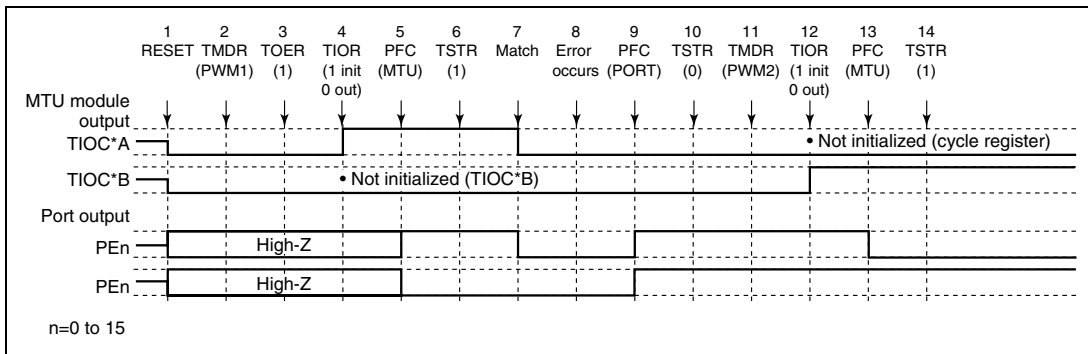 1 2 3 4 5 6 7 8 9 10 11 12 13 14
RESET TMDR TOER TIOR PFC TSTR Match Error PFC TSTR TMDR TIOR PFC TSTR
(PWM1) (1) (1 init (MTU) (1) occurs (PORT) (0) (PWM2) (1 init (MTU) (1)
0 out) 0 out)
MTU module
output
TIOC*A
• Not initialized (cycle register)
TIOC*B
• Not initialized (TIOC*B)
Port output
PEn
High-Z
PEn
High-Z
n=0 to 15